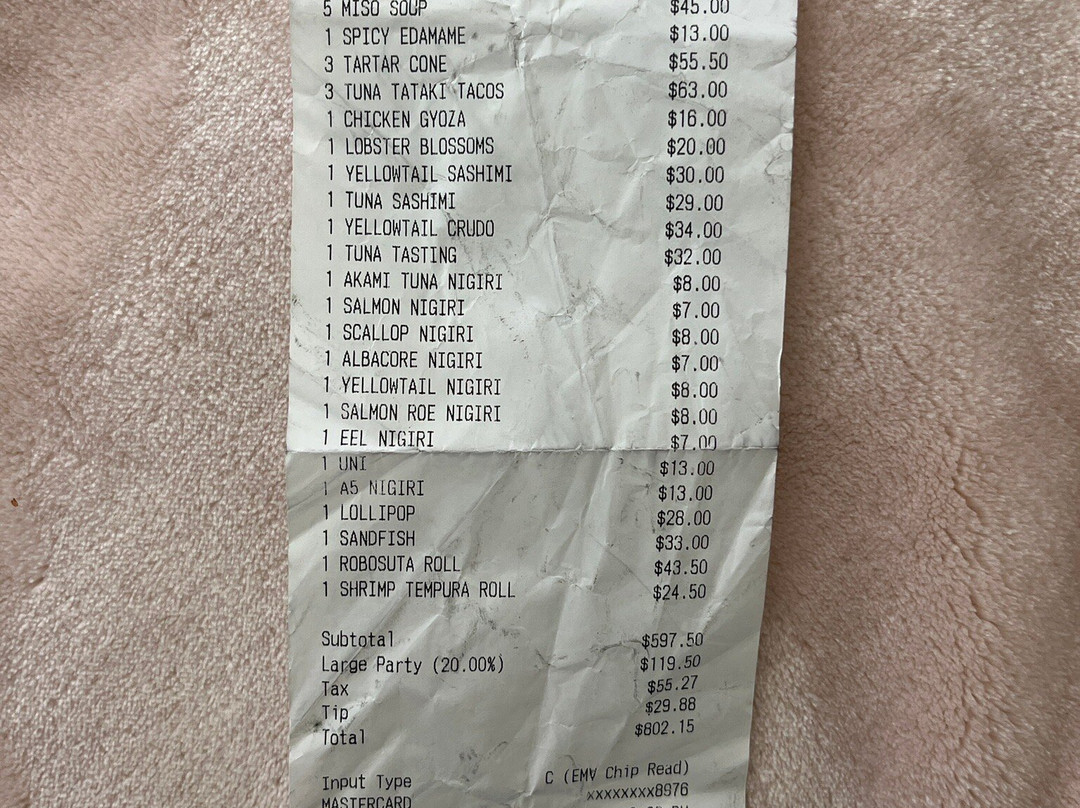 5 MISO SOUP $45.00
1 SPICY EDAMAME $13.00
3 TARTAR CONE $55.50
3 TUNA TATAKI TACOS $63.00
1 CHICKEN GYOZA $16.00
1 LOBSTER BLOSSOMS $20.00
1 YELLOWTAIL SASHIMI $30.00
1 TUNA SASHIMI $29.00
1 YELLOWTAIL CRUDO $34.00
1 TUNA TASTING $32.00
1 AKAMI TUNA NIGIRI $8.00
1 SALMON NIGIRI $7.00
1 SCALLOP NIGIRI $8.00
1 ALBACORE NIGIRI $7.00
1 YELLOWTAIL NIGIRI $8.00
1 SALMON ROE NIGIRI $8.00
1 EEL NIGIRI $7.00
1 UNI $13.00
1 A5 NIGIRI $13.00
1 LOLLIPOP $28.00
1 SANDFISH $33.00
1 ROBOSUTA ROLL $43.50
1 SHRIMP TEMPURA ROLL $24.50
Subtotal $597.50
Large Party (20.00%) $119.50
Tax $55.27
Tip $29.88
Total $802.15
Input Type C (EMV Chip Read)
MASTERCARD xxxxxxxx8976